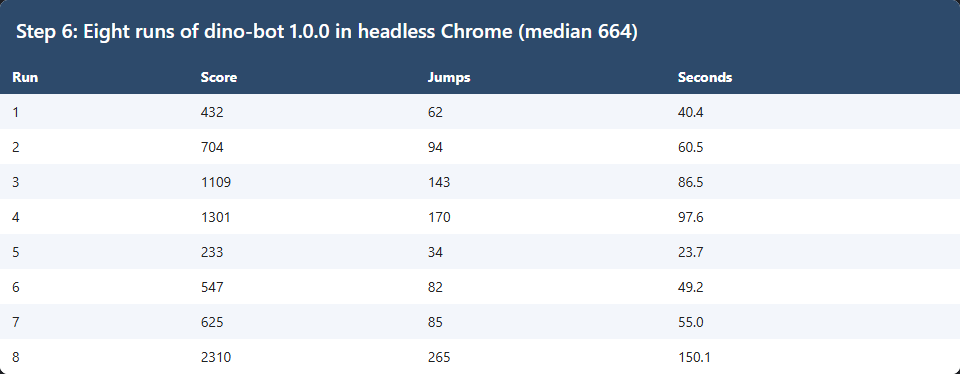 Step 6: Eight runs of dino-bot 1.0.0 in headless Chrome (median 664)
Run Score Jumps Seconds
1 432 62 40.4
2 704 94 60.5
3 1109 143 86.5
4 1301 170 97.6
5 233 34 23.7
6 547 82 49.2
7 625 85 55.0
8 2310 265 150.1